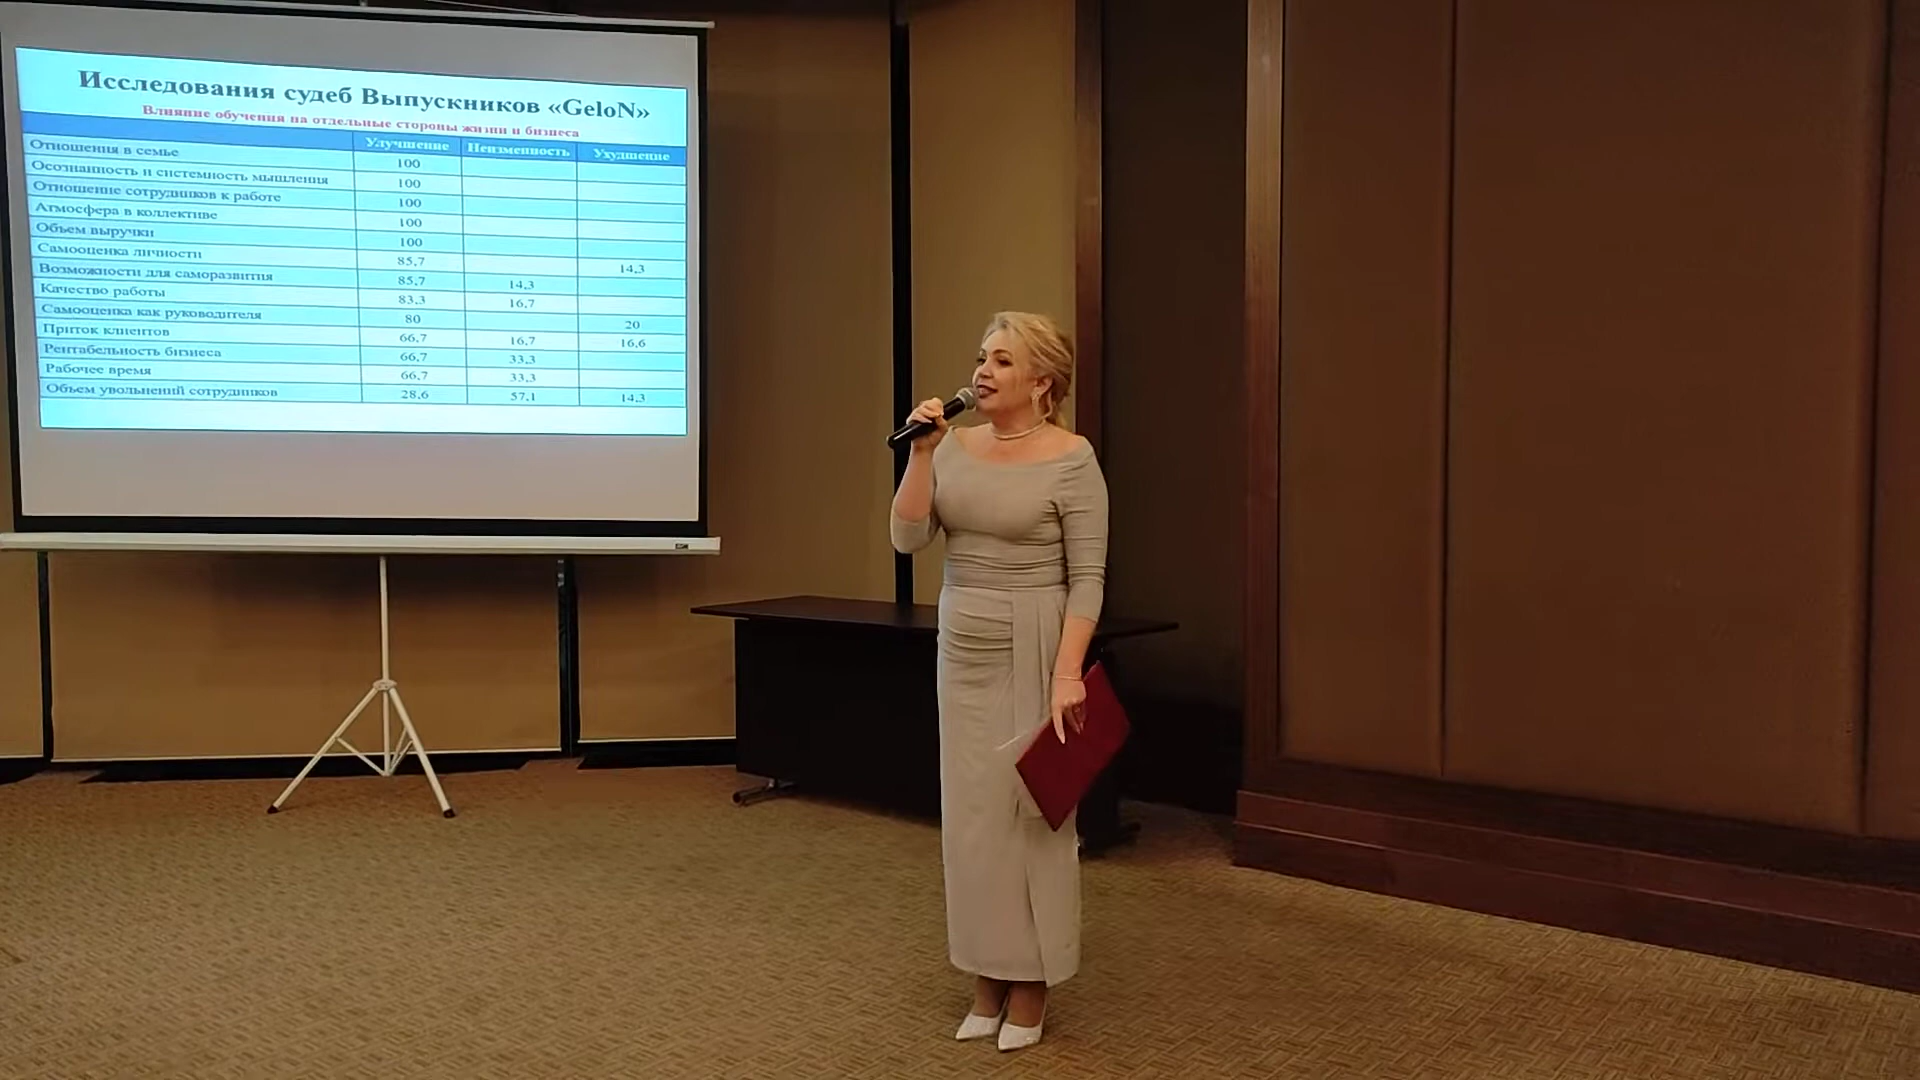 Исследования судеб Выпускников «GeloN»
Влияние обучения на отдельные стороны жизни и бизнеса
Улучшение Неизменность Ухудшение
Отношения в семье 100
Осознанность и системность мышления 100
Отношение сотрудников к работе 100
Атмосфера в коллективе 100
Объем выручки 100
Самооценка личности 85,7 14,3
Возможности для саморазвития 85,7 14,3
Качество работы 83,3 16,7
Самооценка как руководителя 80 20
Приток клиентов 66,7 16,7 16,6
Рентабельность бизнеса 66,7 33,3
Рабочее время 66,7 33,3
Объем увольнений сотрудников 28,6 57,1 14,3